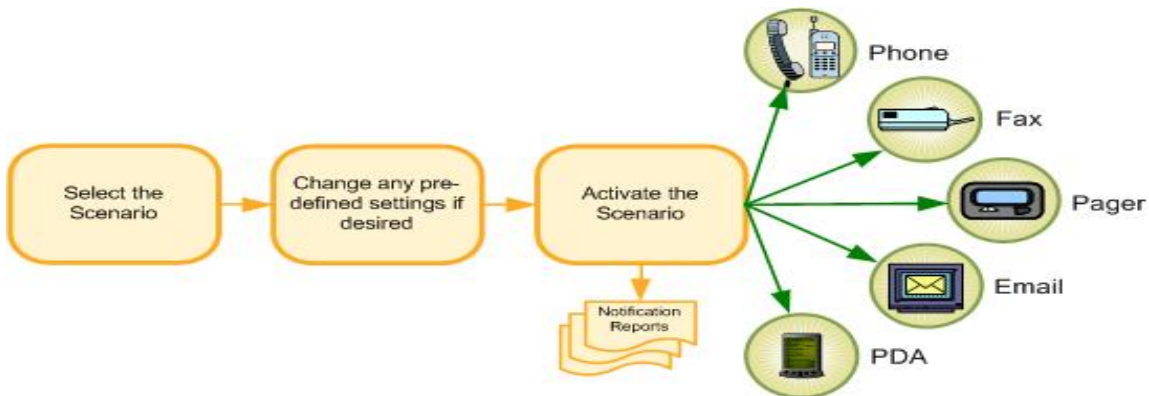 Select the
Scenario
Change any pre-
defined settings if
desired
Activate the
Scenario
Notification
Reports
Phone
Fax
Pager
Email
PDA